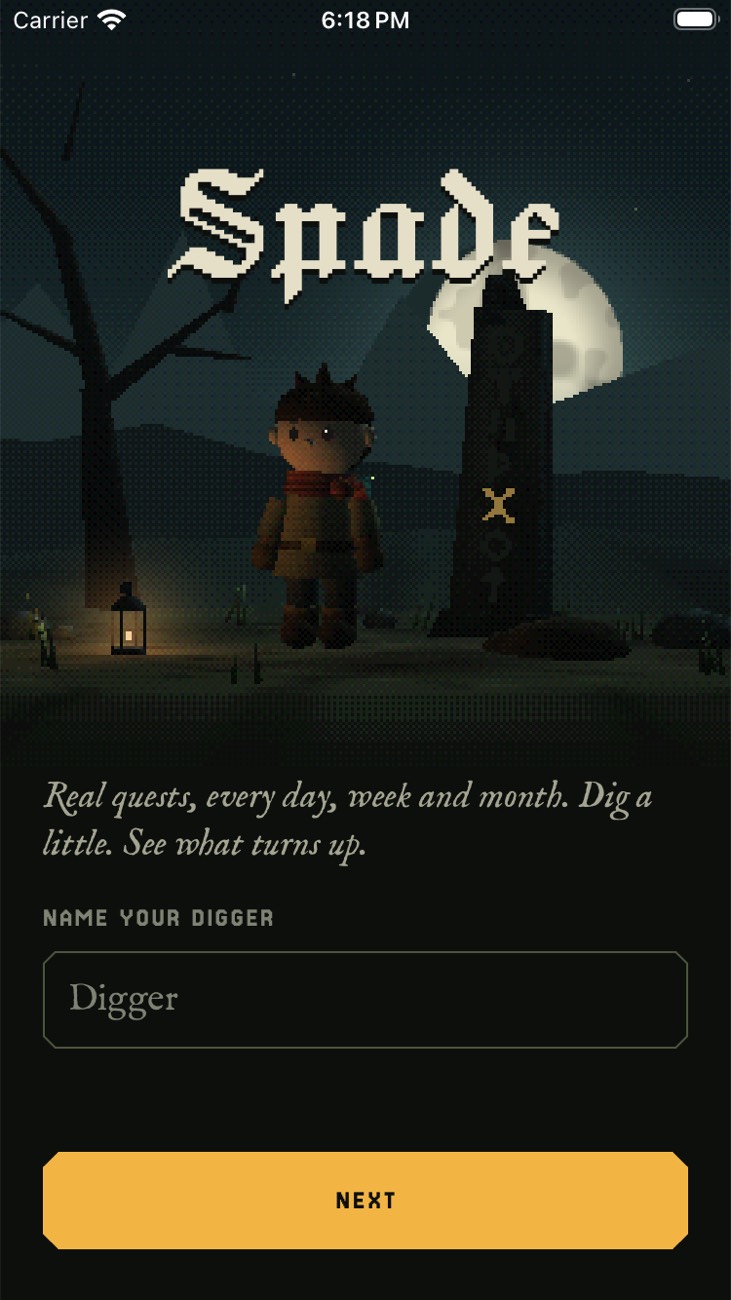 Carrier
6:18 PM
Spade
X
Real quests, every day, week and month. Dig a
little. See what turns up.
NAME YOUR DIGGER
Digger
NEXT